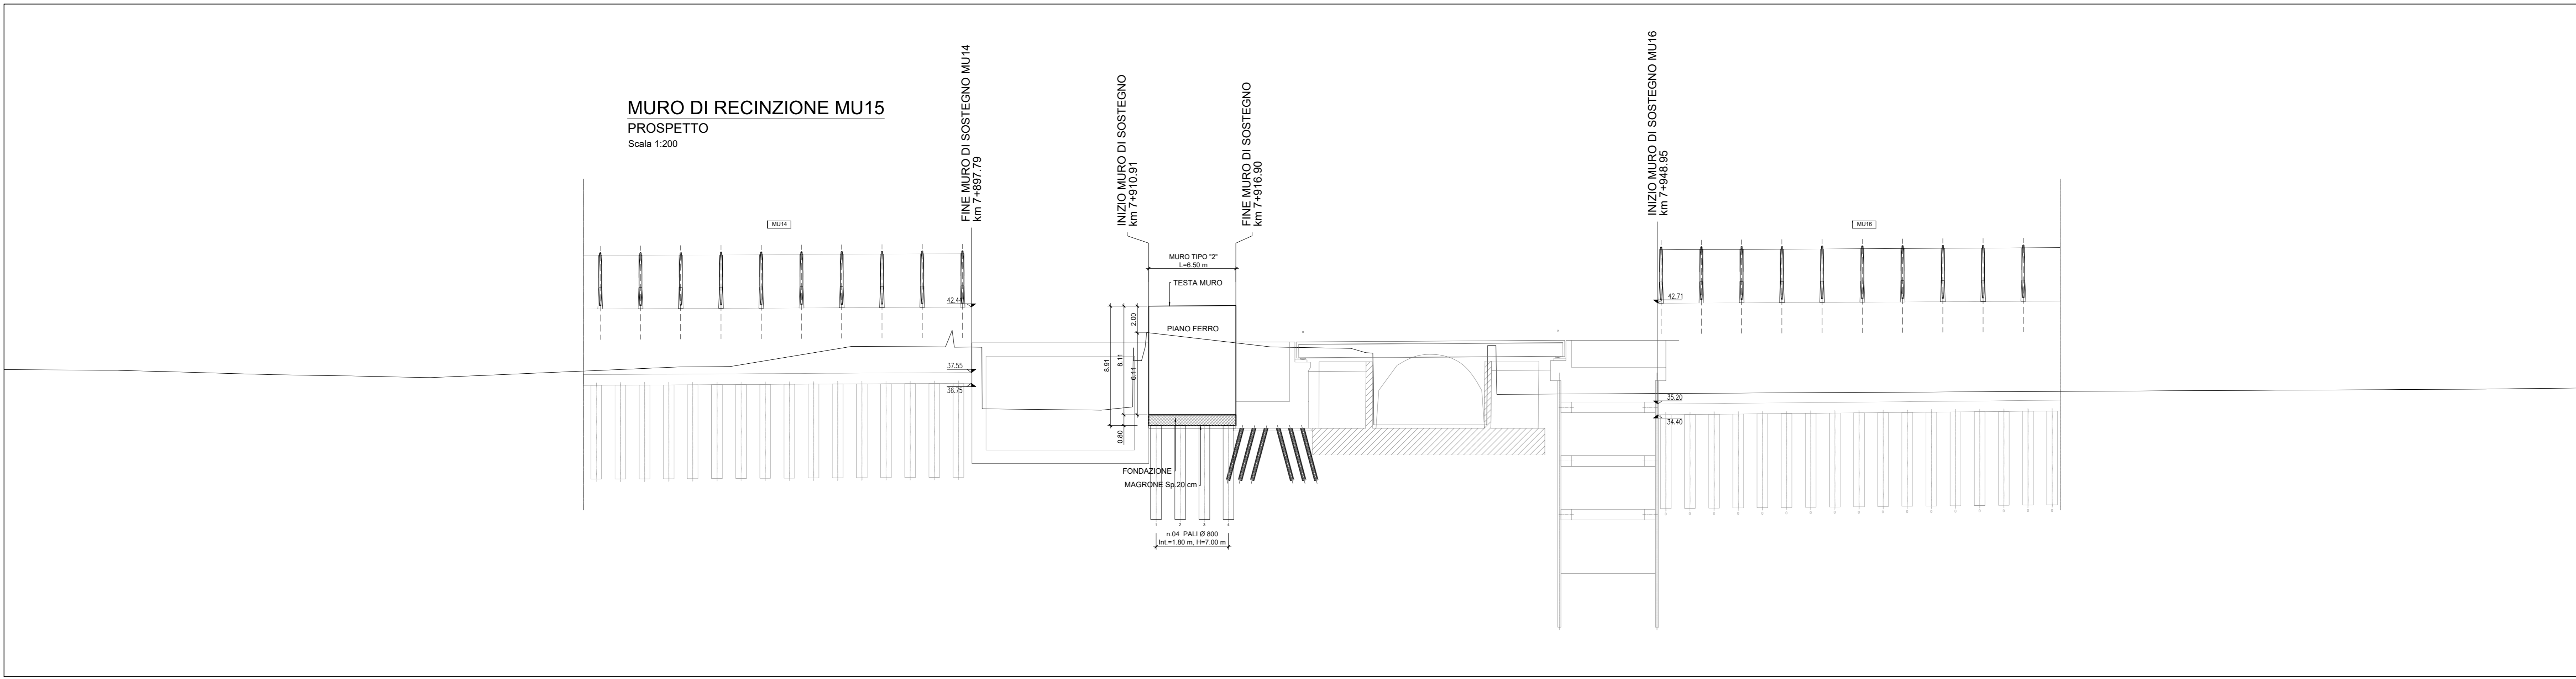 MURO DI RECINZIONE MU15
PROSPETTO
Scala 1:200
FINE MURO DI SOSTEGNO MU14
km 7+897.79
INIZIO MURO DI SOSTEGNO
km 7+910.91
FINE MURO DI SOSTEGNO
km 7+916.90
INIZIO MURO DI SOSTEGNO MU16
km 7+948.95
MU14
MU16
MURO TIPO "2"
L=6.50 m
TESTA MURO
PIANO FERRO
42.44
37.55
36.75
8.91
8.11
2.00
6.11
0.80
42.71
35.20
34.40
FONDAZIONE
MAGRONE Sp.20 cm
1 2 3 4
n.04 PALI Ø 800
Int.=1.80 m, H=7.00 m